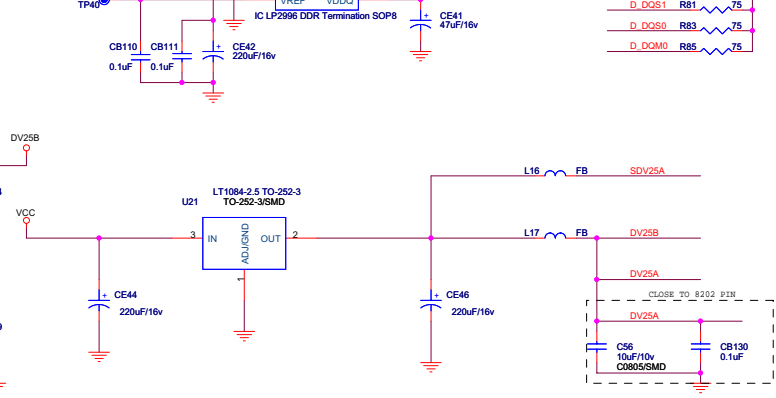 TP40
VREF VDDQ
IC LP2996 DDR Termination SOP8
CE41
47uF/16v
D_DQS1 R81 75
D_DQS0 R83 75
D_DQM0 R85 75
CB110 CB111 CE42
220uF/16v
0.1uF 0.1uF
DV25B
VCC
LT1084-2.5 TO-252-3
U21 TO-252-3/SMD
3 IN OUT 2
ADJ/GND
1
CE44
220uF/16v
CE46
220uF/16v
L16 FB SDV25A
L17 FB DV25B
DV25A
CLOSE TO 8202 PIN
DV25A
C56
10uF/10v
C0805/SMD
CB130
0.1uF